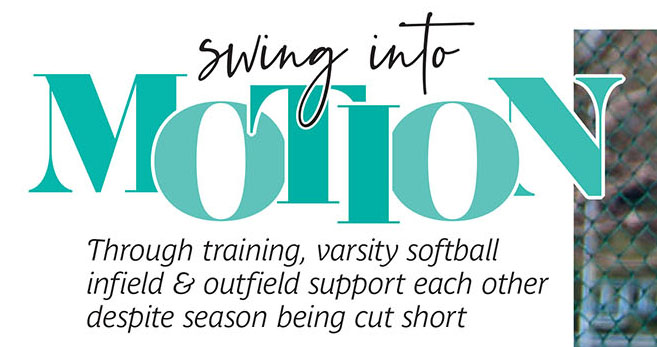 swing into
MOTION
Through training, varsity softball
infield & outfield support each other
despite season being cut short